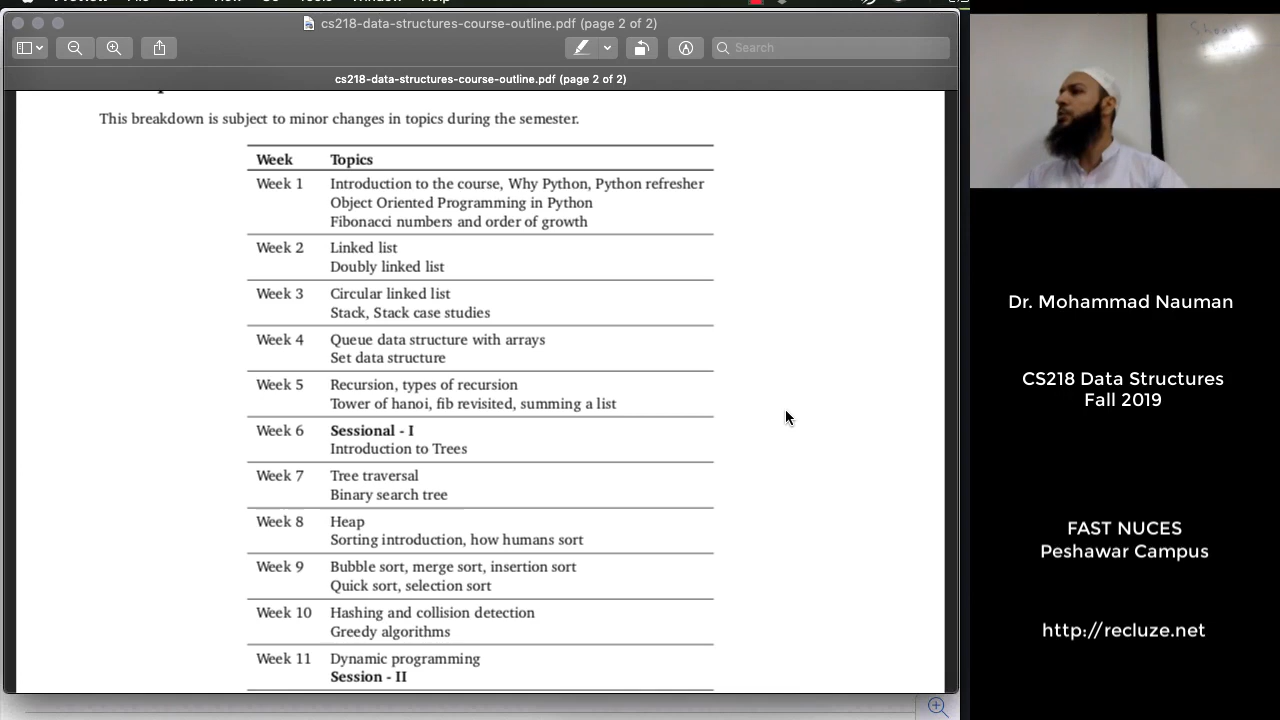 cs218-data-structures-course-outline.pdf (page 2 of 2)
Search
cs218-data-structures-course-outline.pdf (page 2 of 2)
This breakdown is subject to minor changes in topics during the semester.
Week Topics
Week 1 Introduction to the course, Why Python, Python refresher
Object Oriented Programming in Python
Fibonacci numbers and order of growth
Week 2 Linked list
Doubly linked list
Week 3 Circular linked list
Stack, Stack case studies
Week 4 Queue data structure with arrays
Set data structure
Week 5 Recursion, types of recursion
Tower of hanoi, fib revisited, summing a list
Week 6 Sessional - I
Introduction to Trees
Week 7 Tree traversal
Binary search tree
Week 8 Heap
Sorting introduction, how humans sort
Week 9 Bubble sort, merge sort, insertion sort
Quick sort, selection sort
Week 10 Hashing and collision detection
Greedy algorithms
Week 11 Dynamic programming
Session - II
Dr. Mohammad Nauman
CS218 Data Structures
Fall 2019
FAST NUCES
Peshawar Campus
http://recluze.net